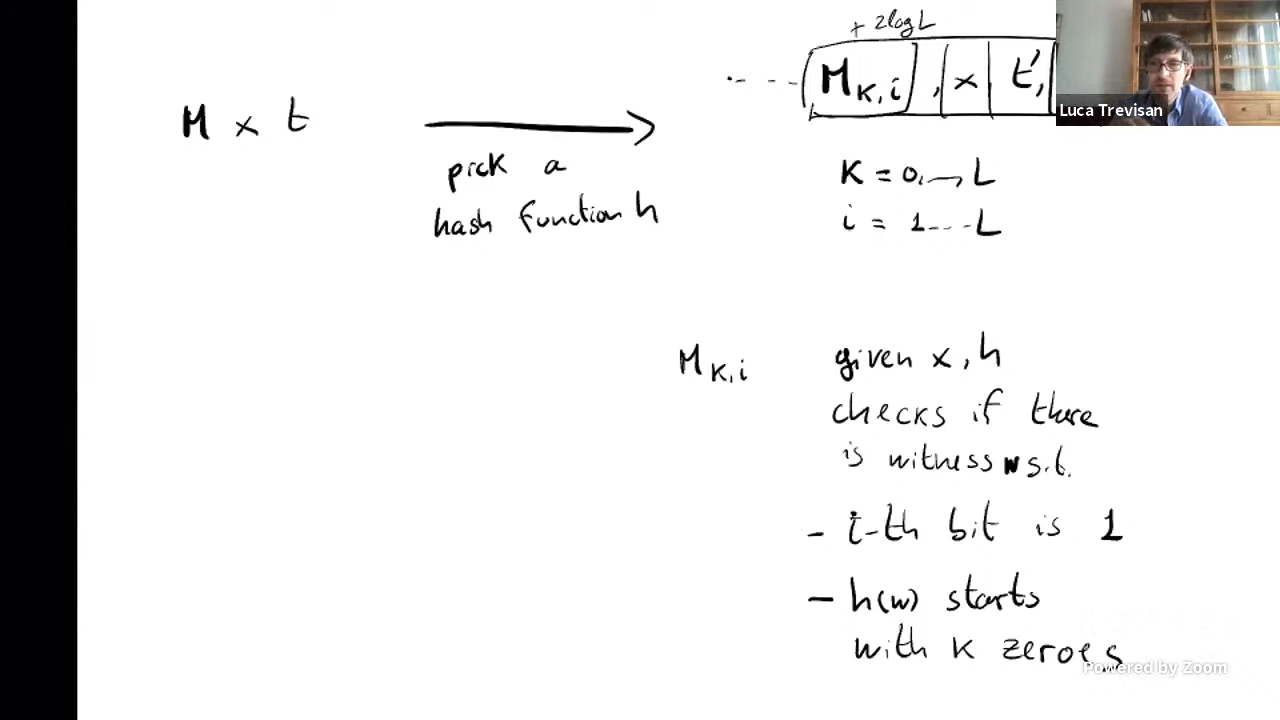 + 2logL
M x t
M_{K,i} , x t',
Luca Trevisan
pick a
hash function h
K = 0,..., L
i = 1---L
M_{K,i} given x, h
checks if there
is witness w s.t.
- i-th bit is 1
- h(w) starts
with K zeroes
Powered by Zoom